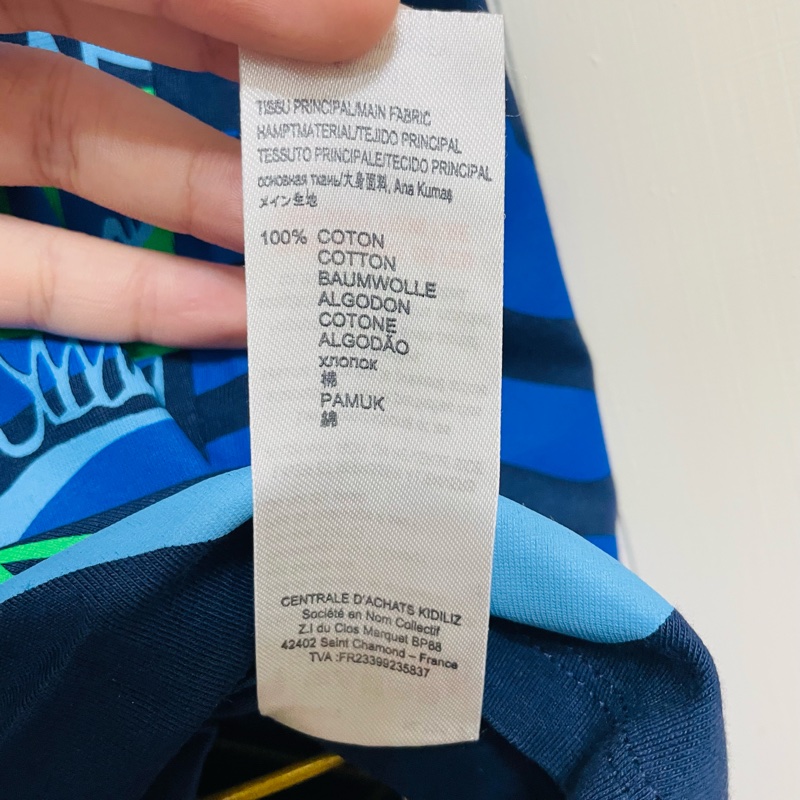 TISSU PRINCIPAL/MAIN FABRIC
HAMPTMATERIAL/TEJIDO PRINCIPAL
TESSUTO PRINCIPALE/TECIDO PRINCIPAL
основная ткань/大身面料, Ana Kumaş
メイン生地
100% COTON
COTTON
BAUMWOLLE
ALGODON
COTONE
ALGODÃO
хлопок
棉
PAMUK
綿
CENTRALE D'ACHATS KIDILIZ
Société en Nom Collectif
Z.I du Clos Marquet BP68
42402 Saint Chamond – France
TVA :FR23399235837